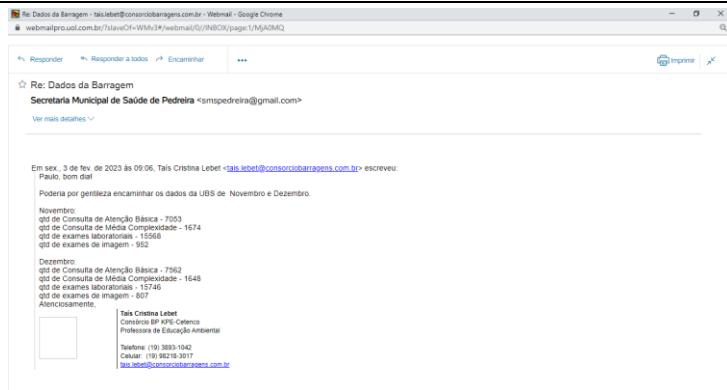 Re: Dados da Barragem - tais.lebet@consorciobarragens.com.br - Webmail - Google Chrome
webmailpro.uol.com.br/?slaveOf=WMv3#/webmail/0//INBOX/page:1/MjA0MQ
Responder Responder a todos Encaminhar ••• Imprimir
Re: Dados da Barragem
Secretaria Municipal de Saúde de Pedreira <smspedreira@gmail.com>
Ver mais detalhes
Em sex., 3 de fev. de 2023 às 09:06, Taís Cristina Lebet <tais.lebet@consorciobarragens.com.br> escreveu:
Paulo, bom dia!
Poderia por gentileza encaminhar os dados da UBS de Novembro e Dezembro.
Novembro:
qtd de Consulta de Atenção Básica - 7053
qtd de Consulta de Média Complexidade - 1674
qtd de exames laboratoriais - 15568
qtd de exames de imagem - 952
Dezembro:
qtd de Consulta de Atenção Básica - 7562
qtd de Consulta de Média Complexidade - 1648
qtd de exames laboratoriais - 15746
qtd de exames de imagem - 807
Atenciosamente,
Taís Cristina Lebet
Consórcio BP KPE-Cetenco
Professora de Educação Ambiental
Telefone: (19) 3893-1042
Celular: (19) 98218-3017
tais.lebet@consorciobarragens.com.br